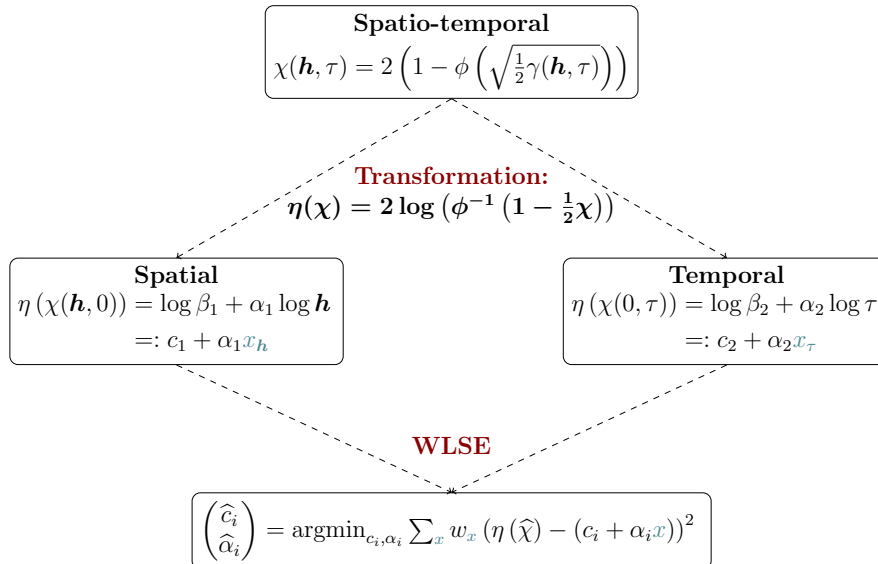 Spatio-temporal
χ(h, τ) = 2 (1 − ϕ (√(½γ(h, τ))))
Transformation:
η(χ) = 2 log (ϕ⁻¹ (1 − ½χ))
Spatial
η (χ(h, 0)) = log β₁ + α₁ log h
=: c₁ + α₁xₕ
Temporal
η (χ(0, τ)) = log β₂ + α₂ log τ
=: c₂ + α₂x_τ
WLSE
(ĉᵢ α̂ᵢ) = argmin_{cᵢ,αᵢ} ∑ₓ wₓ (η (χ̂) − (cᵢ + αᵢx))²